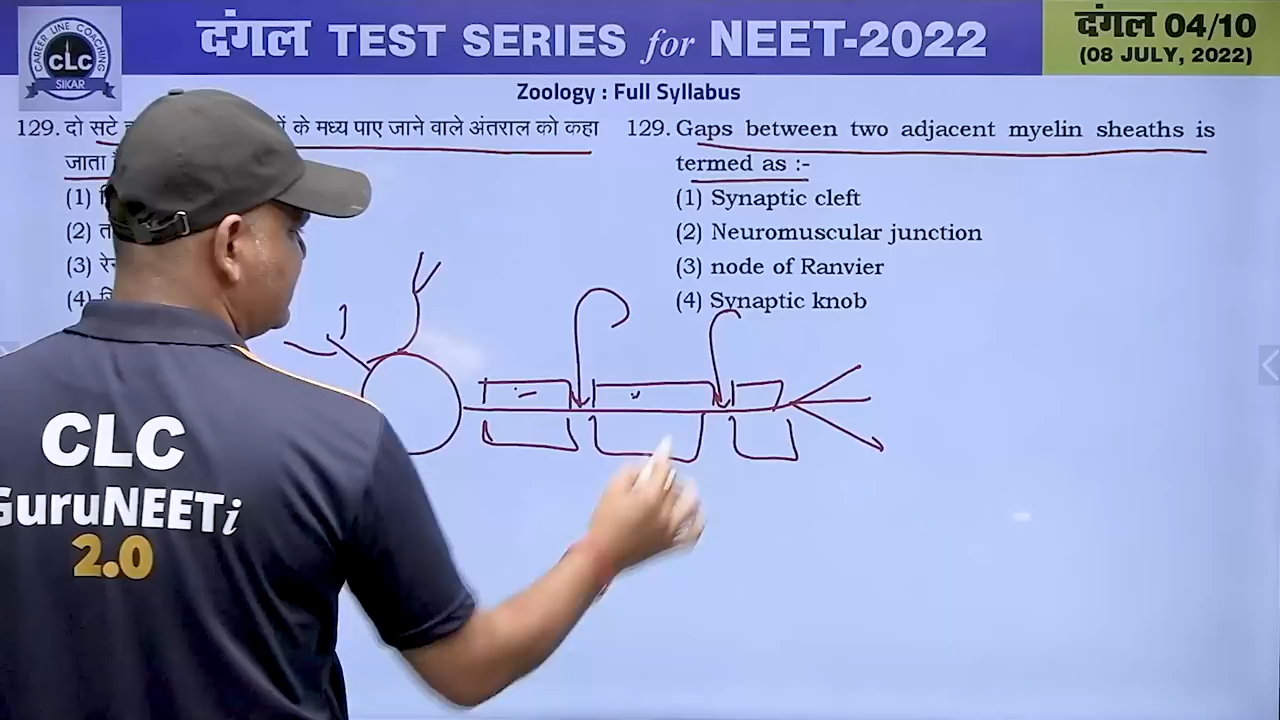 दंगल TEST SERIES for NEET-2022
दंगल 04/10
(08 JULY, 2022)
CAREER LINE COACHING
CLC
SIKAR
Zoology : Full Syllabus
129. दो सटे के मध्य पाए जाने वाले अंतराल को कहा
जाता
(1)
(2)
(3)
(4)
129. Gaps between two adjacent myelin sheaths is
termed as :-
(1) Synaptic cleft
(2) Neuromuscular junction
(3) node of Ranvier
(4) Synaptic knob
CLC
GuruNEETi
2.0